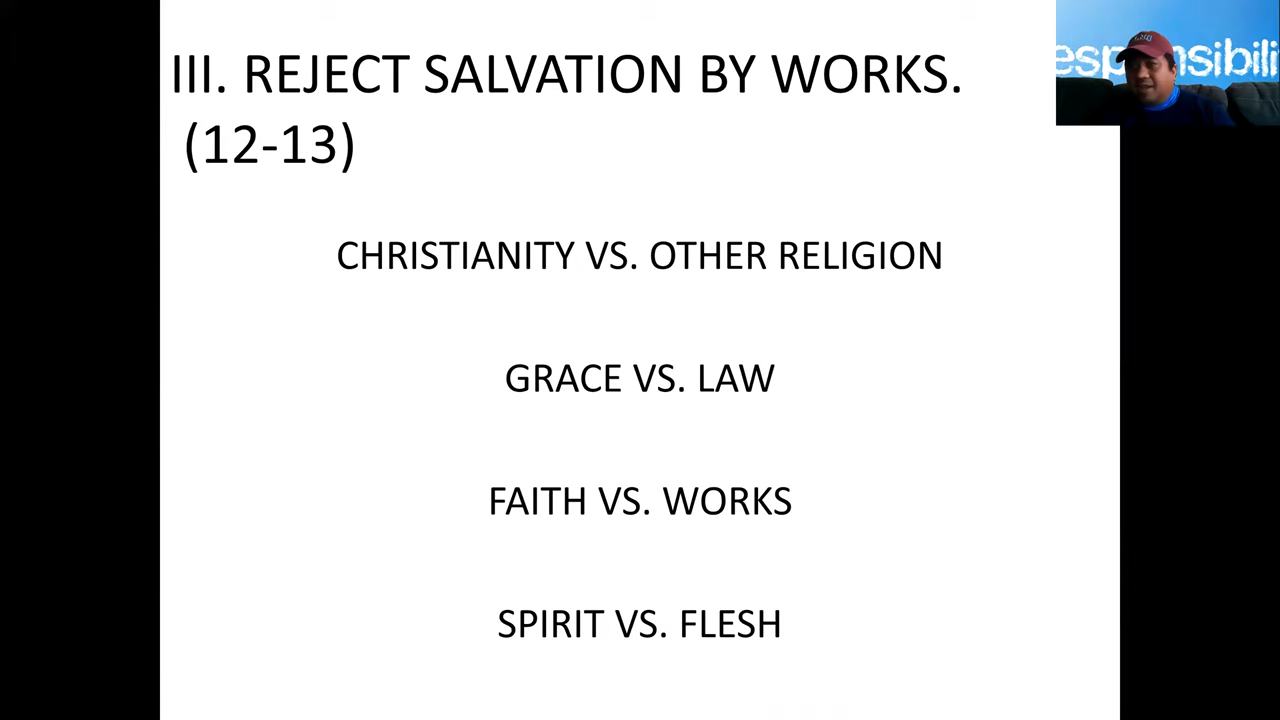 III. REJECT SALVATION BY WORKS.
(12-13)
esponsibili
CHRISTIANITY VS. OTHER RELIGION
GRACE VS. LAW
FAITH VS. WORKS
SPIRIT VS. FLESH